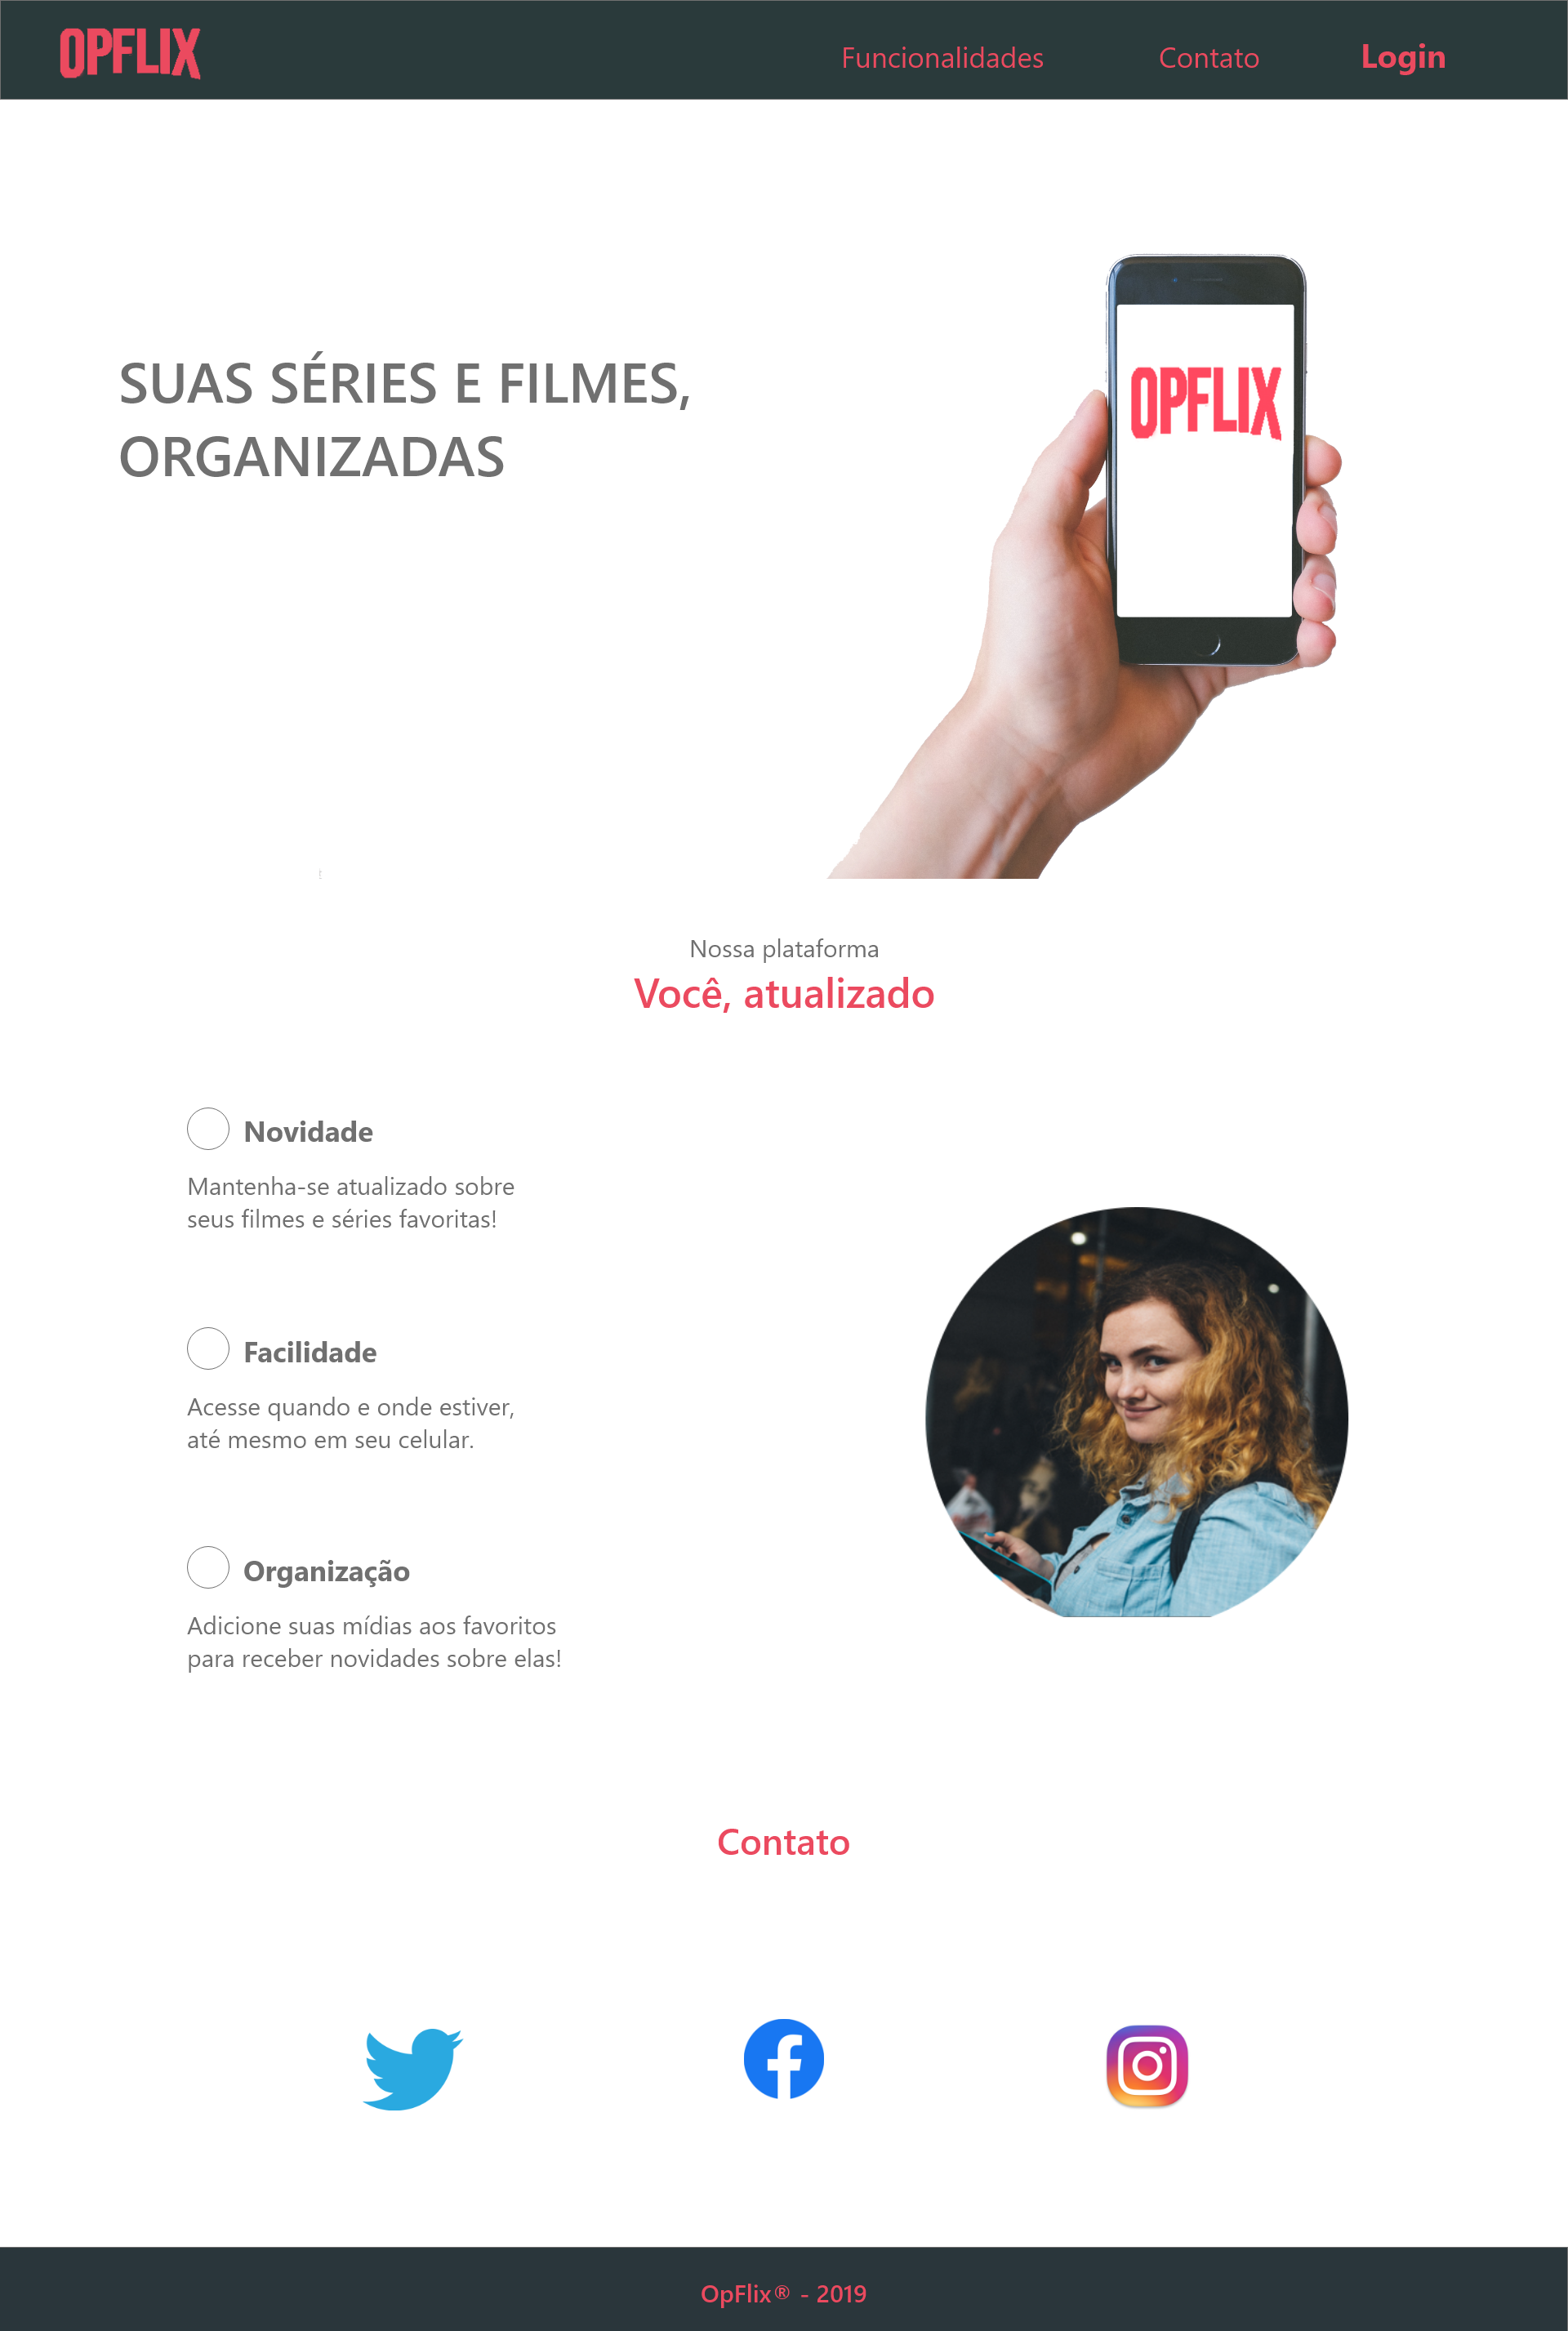 OPFLIX
Funcionalidades
Contato
Login
SUAS SÉRIES E FILMES,
ORGANIZADAS
OPFLIX
Nossa plataforma
Você, atualizado
Novidade
Mantenha-se atualizado sobre
seus filmes e séries favoritas!
Facilidade
Acesse quando e onde estiver,
até mesmo em seu celular.
Organização
Adicione suas mídias aos favoritos
para receber novidades sobre elas!
Contato
OpFlix® - 2019